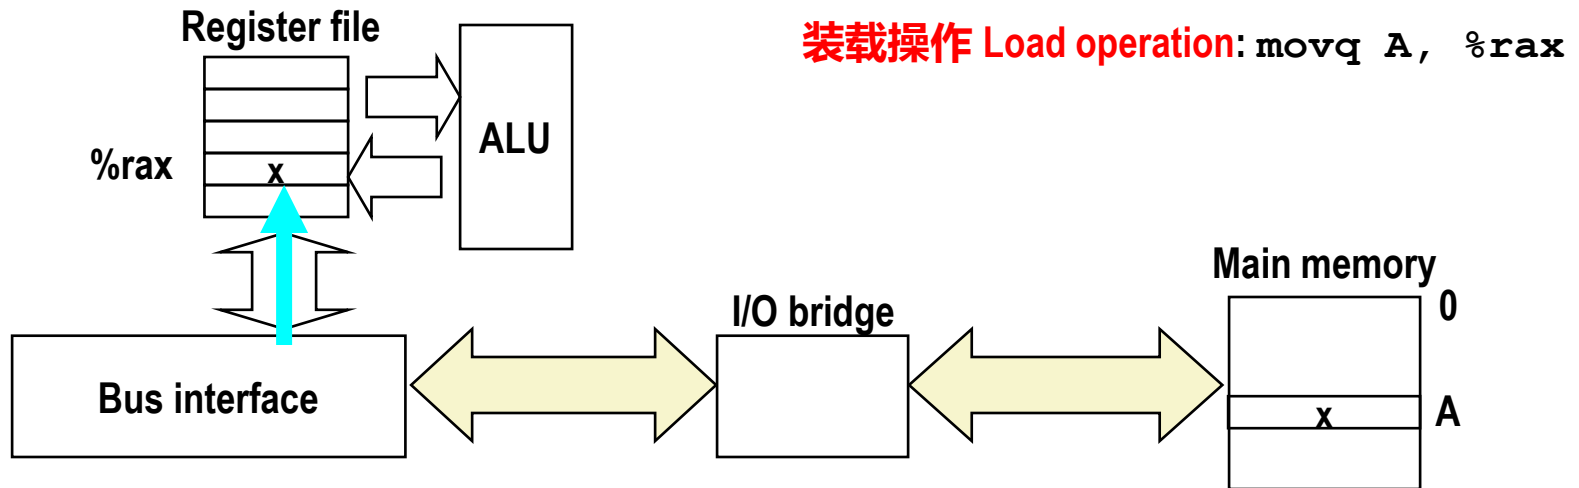 Register file
装载操作 Load operation: movq A, %rax
ALU
%rax
x
Main memory
0
I/O bridge
Bus interface
x
A